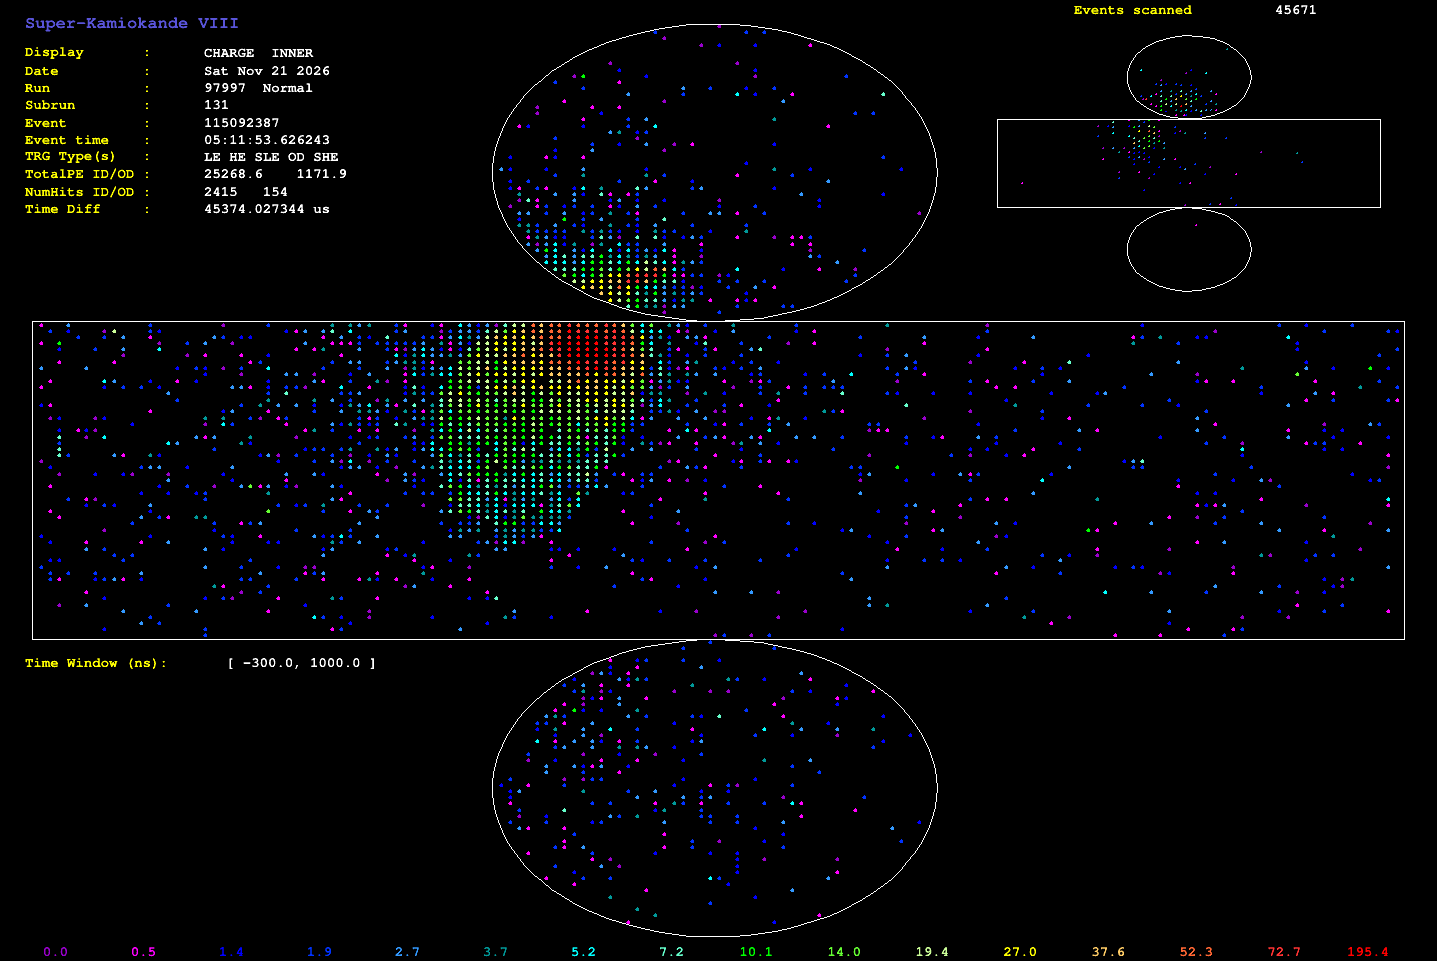 Super-Kamiokande VIII
Events scanned 45671
Display : CHARGE INNER
Date : Sat Nov 21 2026
Run : 97997 Normal
Subrun : 131
Event : 115092387
Event time : 05:11:53.626243
TRG Type(s) : LE HE SLE OD SHE
TotalPE ID/OD : 25268.6 1171.9
NumHits ID/OD : 2415 154
Time Diff : 45374.027344 us
Time Window (ns): [ -300.0, 1000.0 ]
0.0 0.5 1.4 1.9 2.7 3.7 5.2 7.2 10.1 14.0 19.4 27.0 37.6 52.3 72.7 195.4